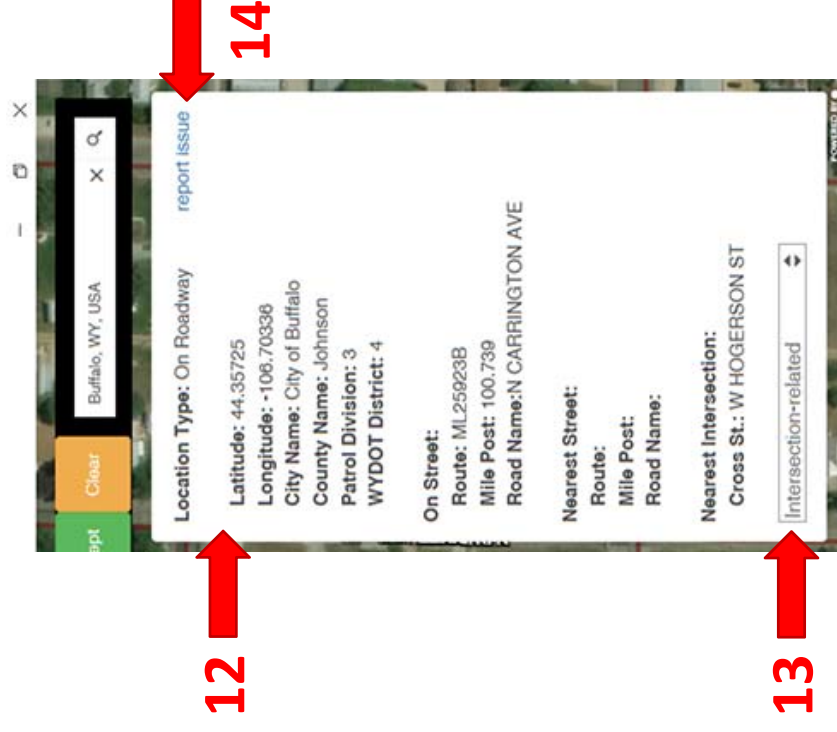 14
Buffalo, WY, USA
Clear
Location Type: On Roadway
report issue
12
Latitude: 44.35725
Longitude: -106.70336
City Name: City of Buffalo
County Name: Johnson
Patrol Division: 3
WYDOT District: 4
On Street:
Route: ML25923B
Mile Post: 100.739
Road Name:N CARRINGTON AVE
Nearest Street:
Route:
Mile Post:
Road Name:
Nearest Intersection:
Cross St.: W HOGERSON ST
13
Intersection-related
POWERED BY